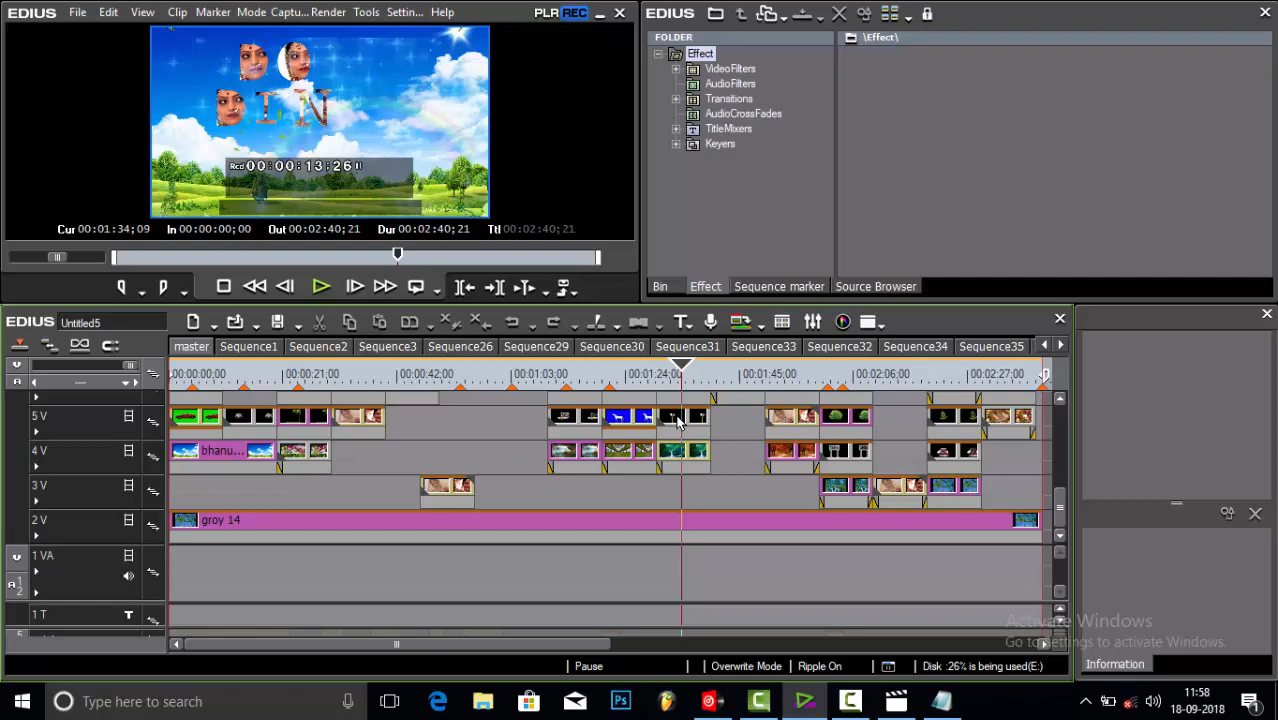 EDIUS File Edit View Clip Marker Mode Captu... Render Tools Settin... Help PLR REC
BIN
Rcd 00:00:13;26
Cur 00:01:34;09 In 00:00:00;00 Out 00:02:40;21 Dur 00:02:40;21 Ttl 00:02:40;21
EDIUS
FOLDER
\Effect\
Effect
VideoFilters
AudioFilters
Transitions
AudioCrossFades
TitleMixers
Keyers
Bin Effect Sequence marker Source Browser
EDIUS Untitled5
master Sequence1 Sequence2 Sequence3 Sequence26 Sequence29 Sequence30 Sequence31 Sequence33 Sequence32 Sequence34 Sequence35
00:00:00;00 00:00:21;00 00:00:42;00 00:01:03;00 00:01:24;00 00:01:45;00 00:02:06;00 00:02:27;00
5 V
4 V bhanu...
3 V
2 V groy 14
1 VA
A 1 2
1 T
Activate Windows
Go to Settings to activate Windows.
Information
Pause Overwrite Mode Ripple On Disk :26% is being used(E:)
Type here to search
11:58
18-09-2018